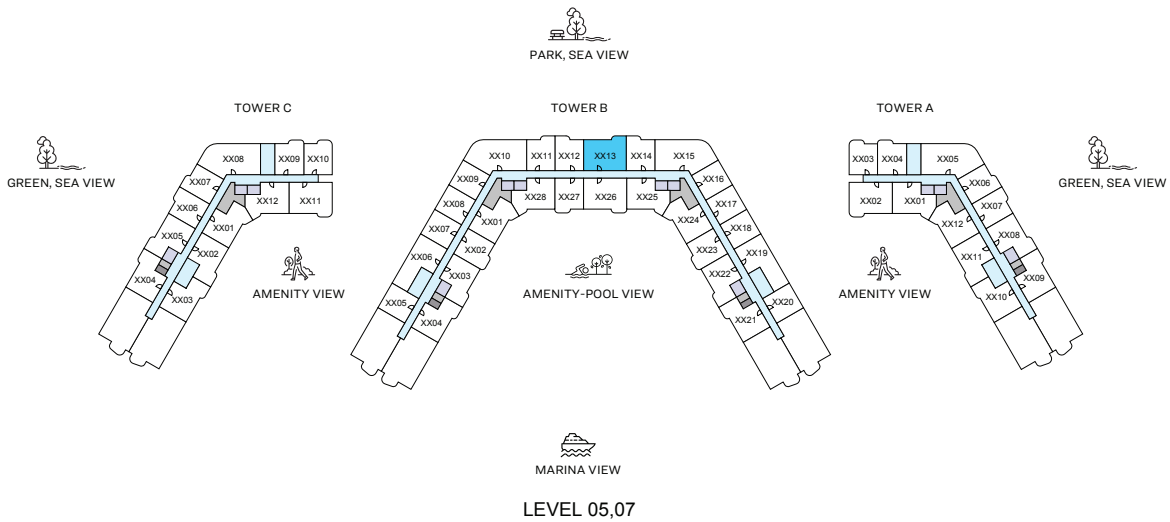 PARK, SEA VIEW
TOWER C
TOWER B
TOWER A
GREEN, SEA VIEW
GREEN, SEA VIEW
XX08
XX09
XX10
XX07
XX06
XX05
XX04
XX01
XX02
XX03
XX12
XX11
XX10
XX11
XX12
XX13
XX14
XX15
XX09
XX08
XX07
XX06
XX05
XX01
XX02
XX03
XX04
XX28
XX27
XX26
XX25
XX24
XX23
XX22
XX21
XX16
XX17
XX18
XX19
XX20
XX03
XX04
XX05
XX02
XX01
XX06
XX07
XX08
XX09
XX12
XX11
XX10
AMENITY VIEW
AMENITY-POOL VIEW
AMENITY VIEW
MARINA VIEW
LEVEL 05,07